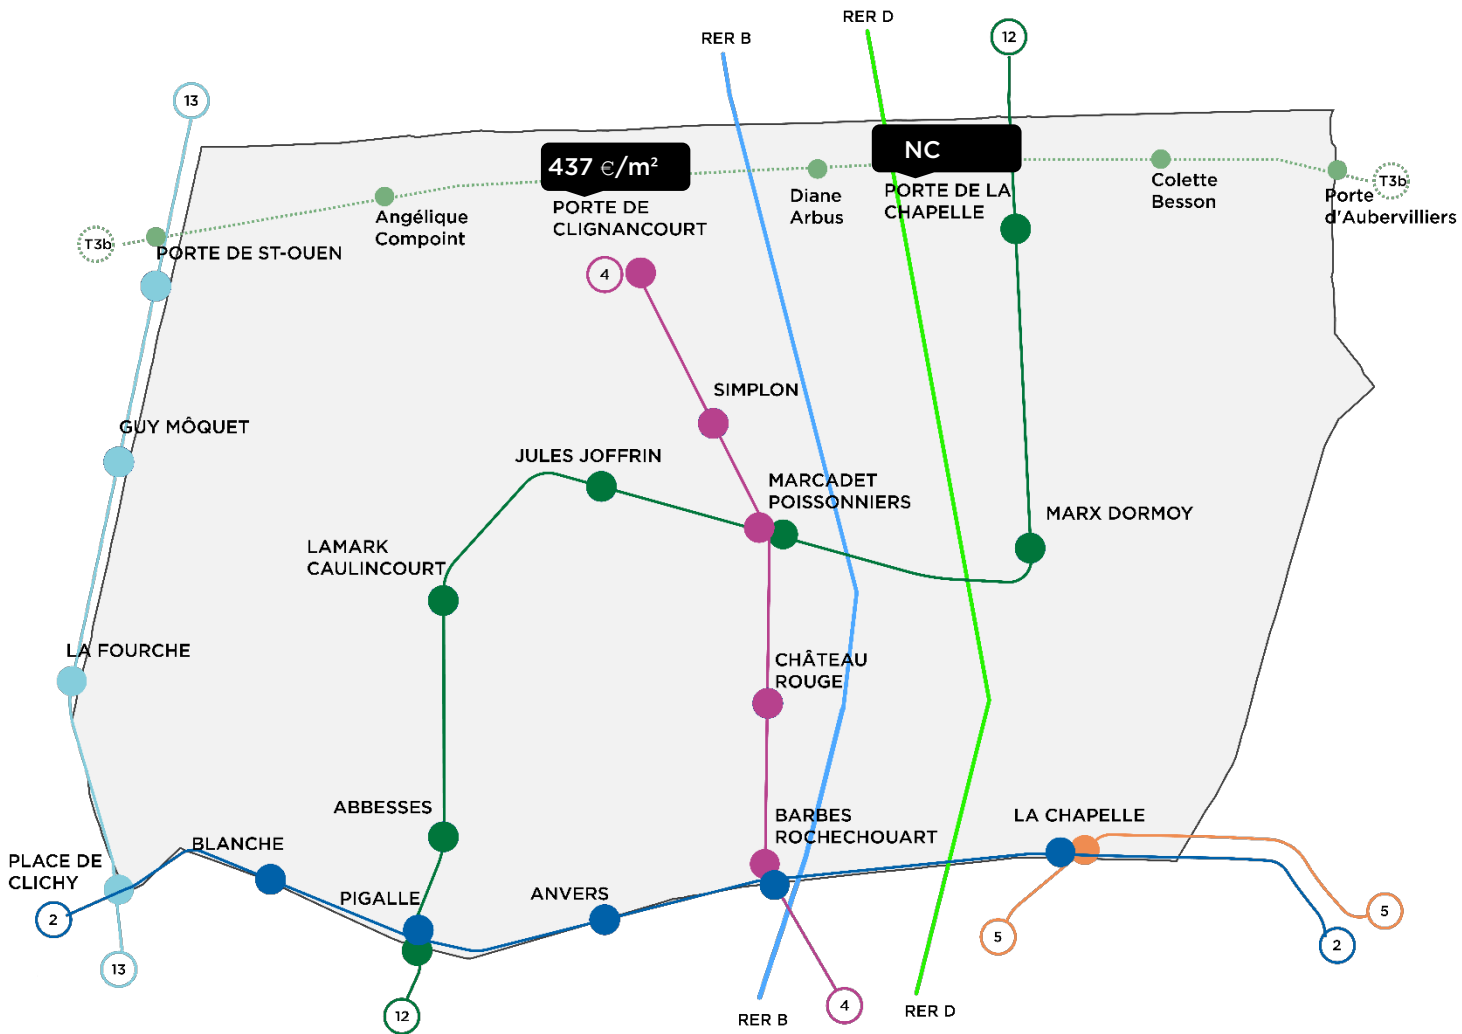 RER D
RER B
12
13
437 €/m²
NC
PORTE DE
CLIGNANCOURT
Diane
Arbus
PORTE DE LA
CHAPELLE
Colette
Besson
Porte
d'Aubervilliers
T3b
Angélique
Compoint
T3b
PORTE DE ST-OUEN
4
SIMPLON
GUY MÔQUET
JULES JOFFRIN
MARCADET
POISSONNIERS
MARX DORMOY
LAMARK
CAULINCOURT
LA FOURCHE
CHÂTEAU
ROUGE
ABBESSES
BARBES
ROCHECHOUART
LA CHAPELLE
BLANCHE
PLACE DE
CLICHY
PIGALLE
ANVERS
2
5
5
2
13
12
4
RER B
RER D